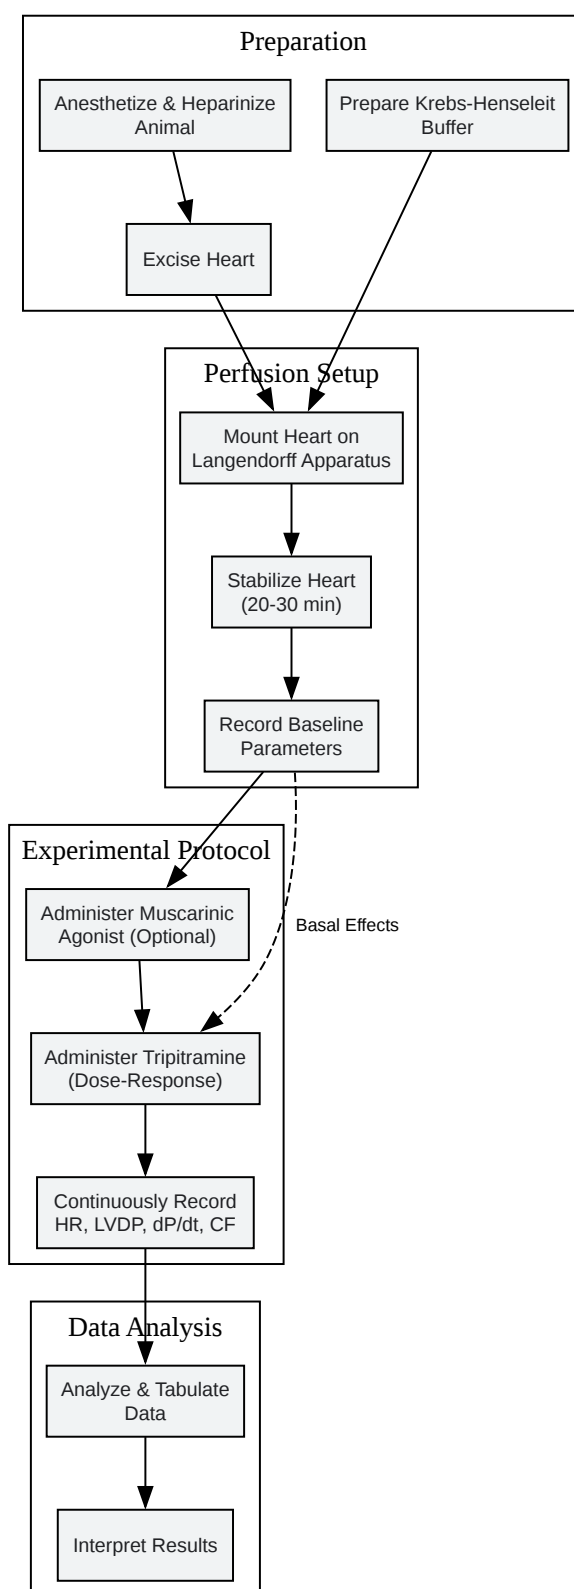 Preparation
Anesthetize & Heparinize
Animal
Prepare Krebs-Henseleit
Buffer
Excise Heart
Perfusion Setup
Mount Heart on
Langendorff Apparatus
Stabilize Heart
(20-30 min)
Record Baseline
Parameters
Experimental Protocol
Administer Muscarinic
Agonist (Optional)
Basal Effects
Administer Tripitramine
(Dose-Response)
Continuously Record
HR, LVDP, dP/dt, CF
Data Analysis
Analyze & Tabulate
Data
Interpret Results